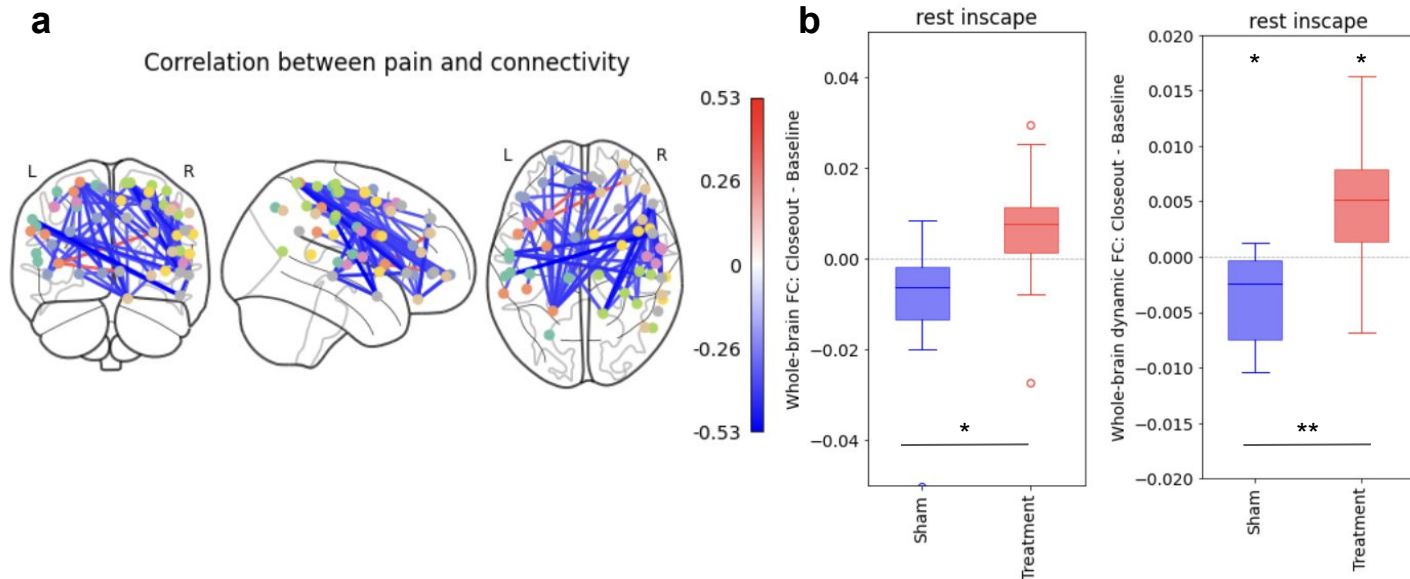 a
Correlation between pain and connectivity
L
R
L
R
0.53
0.26
0
-0.26
-0.53
b
rest inscape
Whole-brain FC: Closeout - Baseline
0.04
0.02
0.00
−0.02
−0.04
*
Sham
Treatment
rest inscape
Whole-brain dynamic FC: Closeout - Baseline
0.020
0.015
0.010
0.005
0.000
−0.005
−0.010
−0.015
−0.020
*
*
**
Sham
Treatment